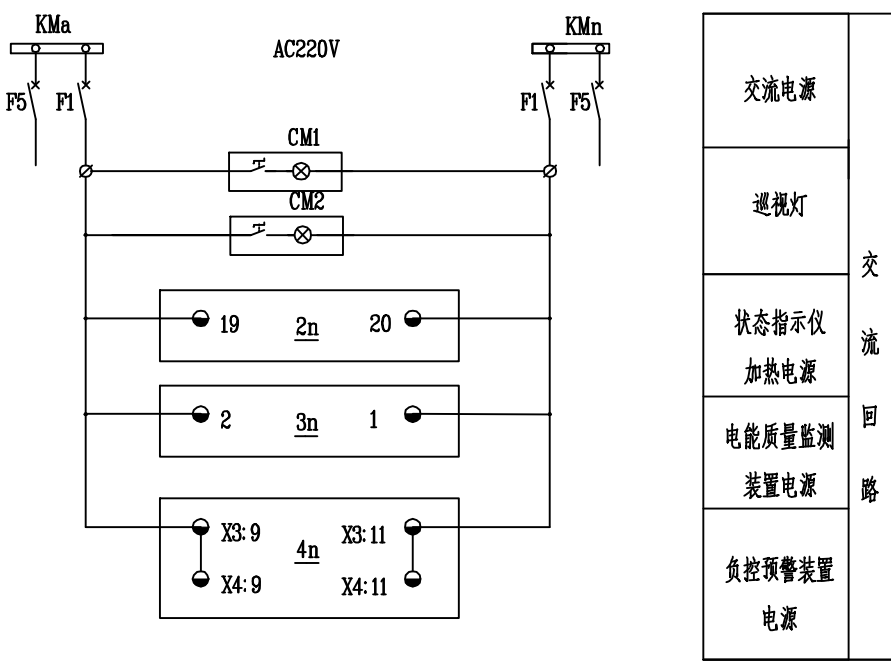 KMa
AC220V
KMn
F5
F1
F1
F5
CM1
CM2
19
2n
20
2
3n
1
X3:9
4n
X3:11
X4:9
X4:11
交流电源
巡视灯
状态指示仪
加热电源
电能质量监测
装置电源
负控预警装置
电源
交
流
回
路